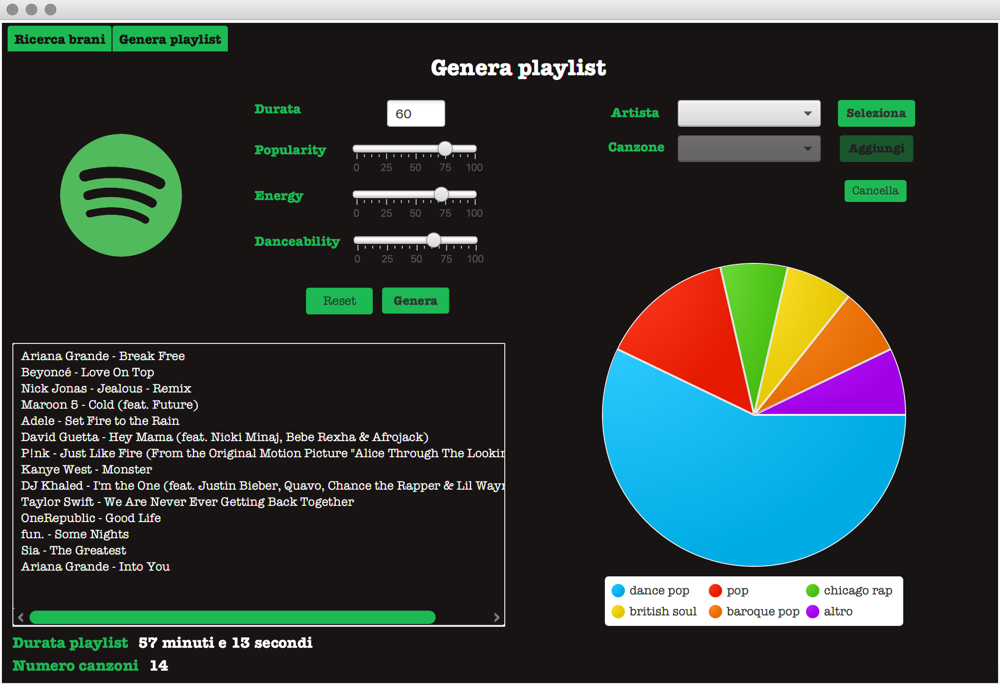 Ricerca brani
Genera playlist
Genera playlist
Durata
60
Popularity
0 25 50 75 100
Energy
0 25 50 75 100
Danceability
0 25 50 75 100
Reset
Genera
Artista
Seleziona
Canzone
Aggiungi
Cancella
Ariana Grande - Break Free
Beyoncé - Love On Top
Nick Jonas - Jealous - Remix
Maroon 5 - Cold (feat. Future)
Adele - Set Fire to the Rain
David Guetta - Hey Mama (feat. Nicki Minaj, Bebe Rexha & Afrojack)
P!nk - Just Like Fire (From the Original Motion Picture "Alice Through The Lookin
Kanye West - Monster
DJ Khaled - I'm the One (feat. Justin Bieber, Quavo, Chance the Rapper & Lil Wayn
Taylor Swift - We Are Never Ever Getting Back Together
OneRepublic - Good Life
fun. - Some Nights
Sia - The Greatest
Ariana Grande - Into You
Durata playlist 57 minuti e 13 secondi
Numero canzoni 14
dance pop
pop
chicago rap
british soul
baroque pop
altro